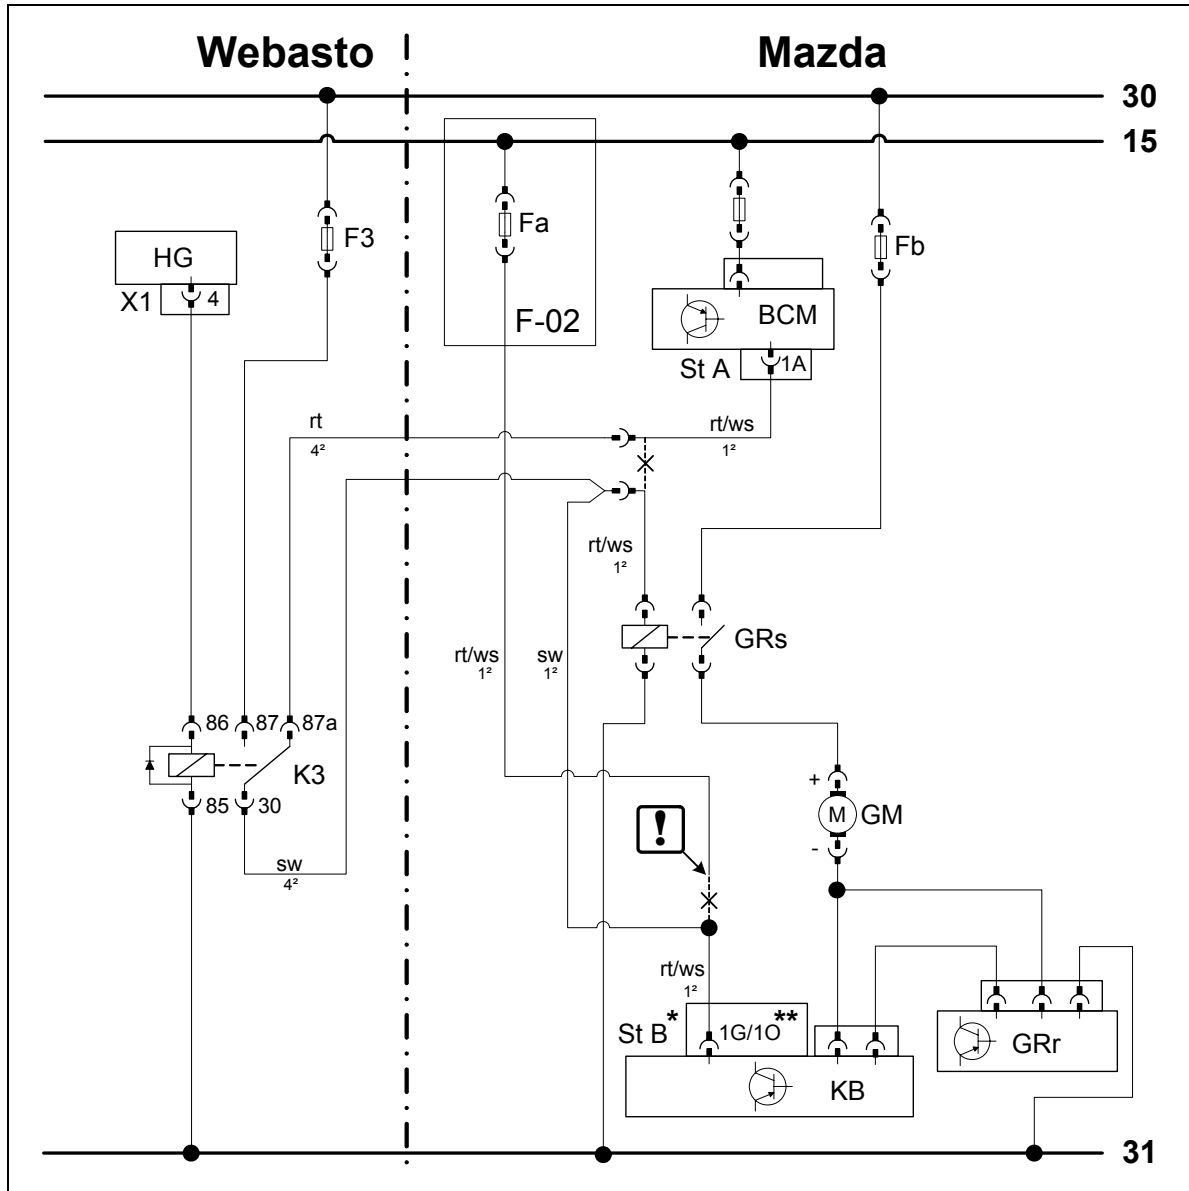 Webasto
Mazda
30
15
F3
Fa
Fb
HG
X1
4
F-02
BCM
St A
1A
rt
4²
rt/ws
1²
rt/ws
1²
GRs
rt/ws
1²
sw
1²
86
87
87a
K3
85
30
sw
4²
+
M
GM
-
!
rt/ws
1²
St B*
1G/1O**
KB
GRr
31